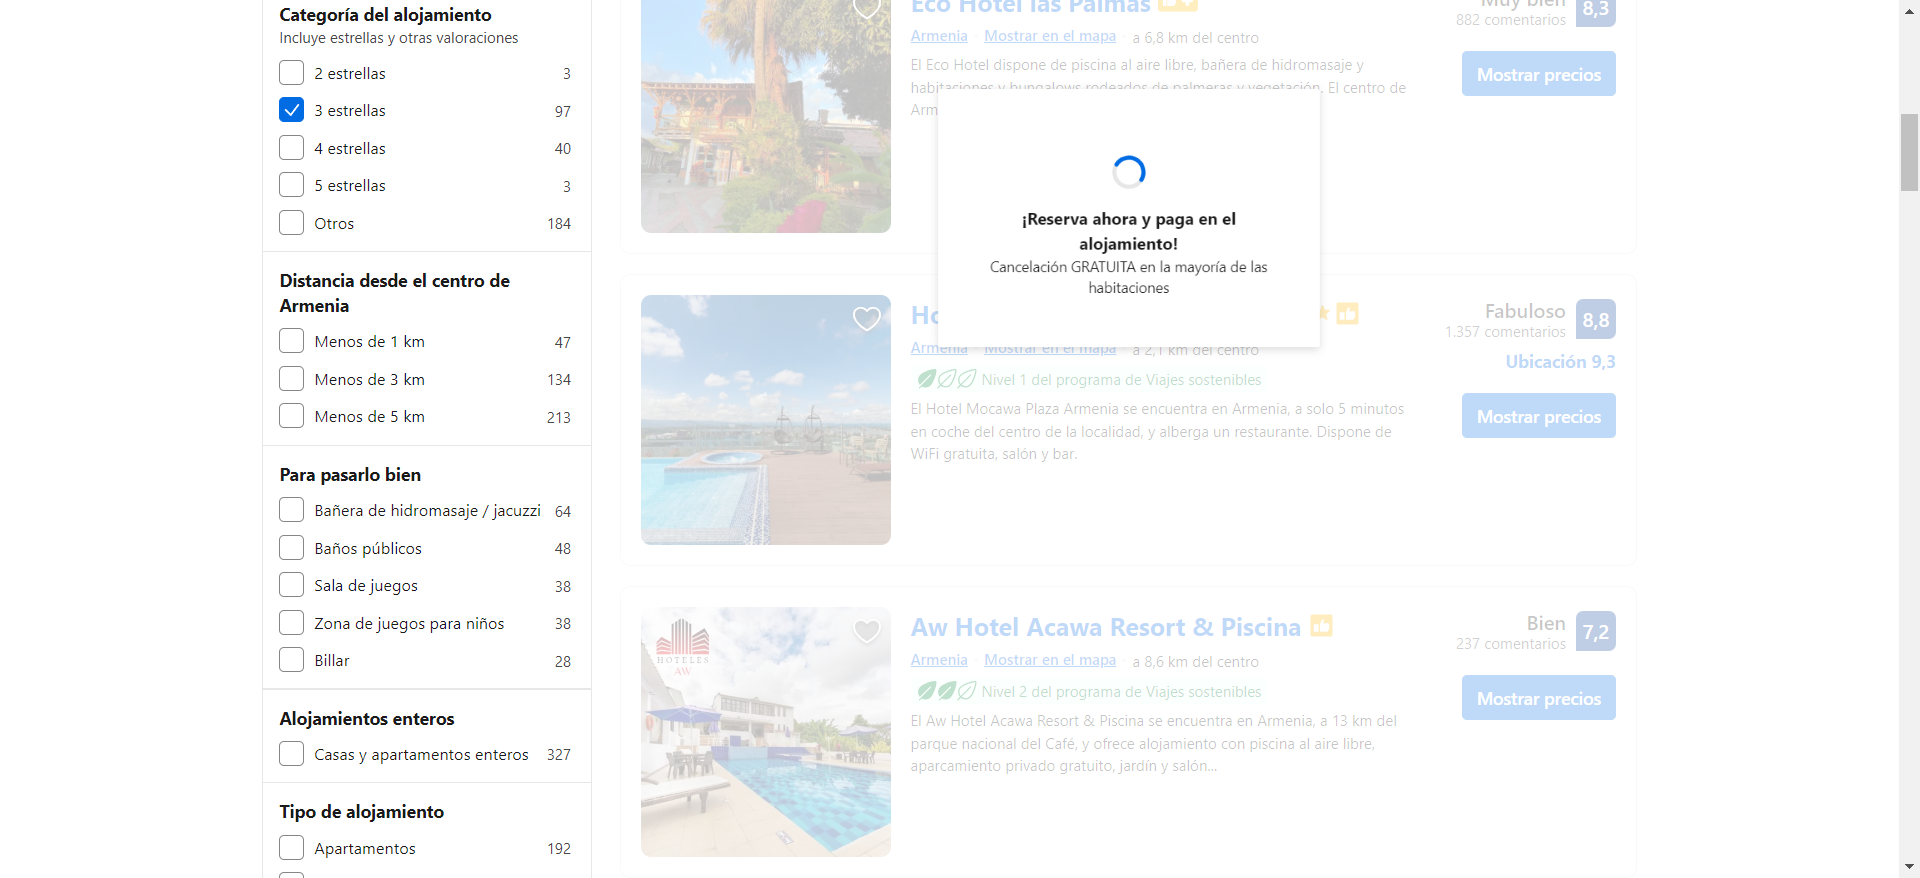 Categoría del alojamiento
Incluye estrellas y otras valoraciones
2 estrellas 3
3 estrellas 97
4 estrellas 40
5 estrellas 3
Otros 184
Distancia desde el centro de
Armenia
Menos de 1 km 47
Menos de 3 km 134
Menos de 5 km 213
Para pasarlo bien
Bañera de hidromasaje / jacuzzi 64
Baños públicos 48
Sala de juegos 38
Zona de juegos para niños 38
Billar 28
Alojamientos enteros
Casas y apartamentos enteros 327
Tipo de alojamiento
Apartamentos 192
Eco Hotel las Palmas
Muy bien 8,3
882 comentarios
Armenia Mostrar en el mapa a 6,8 km del centro
Mostrar precios
El Eco Hotel dispone de piscina al aire libre, bañera de hidromasaje y
habitaciones y bungalows rodeados de palmeras y vegetación. El centro de
¡Reserva ahora y paga en el
alojamiento!
Cancelación GRATUITA en la mayoría de las
habitaciones
Fabuloso 8,8
1.357 comentarios
Ubicación 9,3
Armenia Mostrar en el mapa a 2,1 km del centro
Nivel 1 del programa de Viajes sostenibles
Mostrar precios
El Hotel Mocawa Plaza Armenia se encuentra en Armenia, a solo 5 minutos
en coche del centro de la localidad, y alberga un restaurante. Dispone de
WiFi gratuita, salón y bar.
HOTELES
AW
Aw Hotel Acawa Resort & Piscina
Bien 7,2
237 comentarios
Armenia Mostrar en el mapa a 8,6 km del centro
Nivel 2 del programa de Viajes sostenibles
Mostrar precios
El Aw Hotel Acawa Resort & Piscina se encuentra en Armenia, a 13 km del
parque nacional del Café, y ofrece alojamiento con piscina al aire libre,
aparcamiento privado gratuito, jardín y salón...